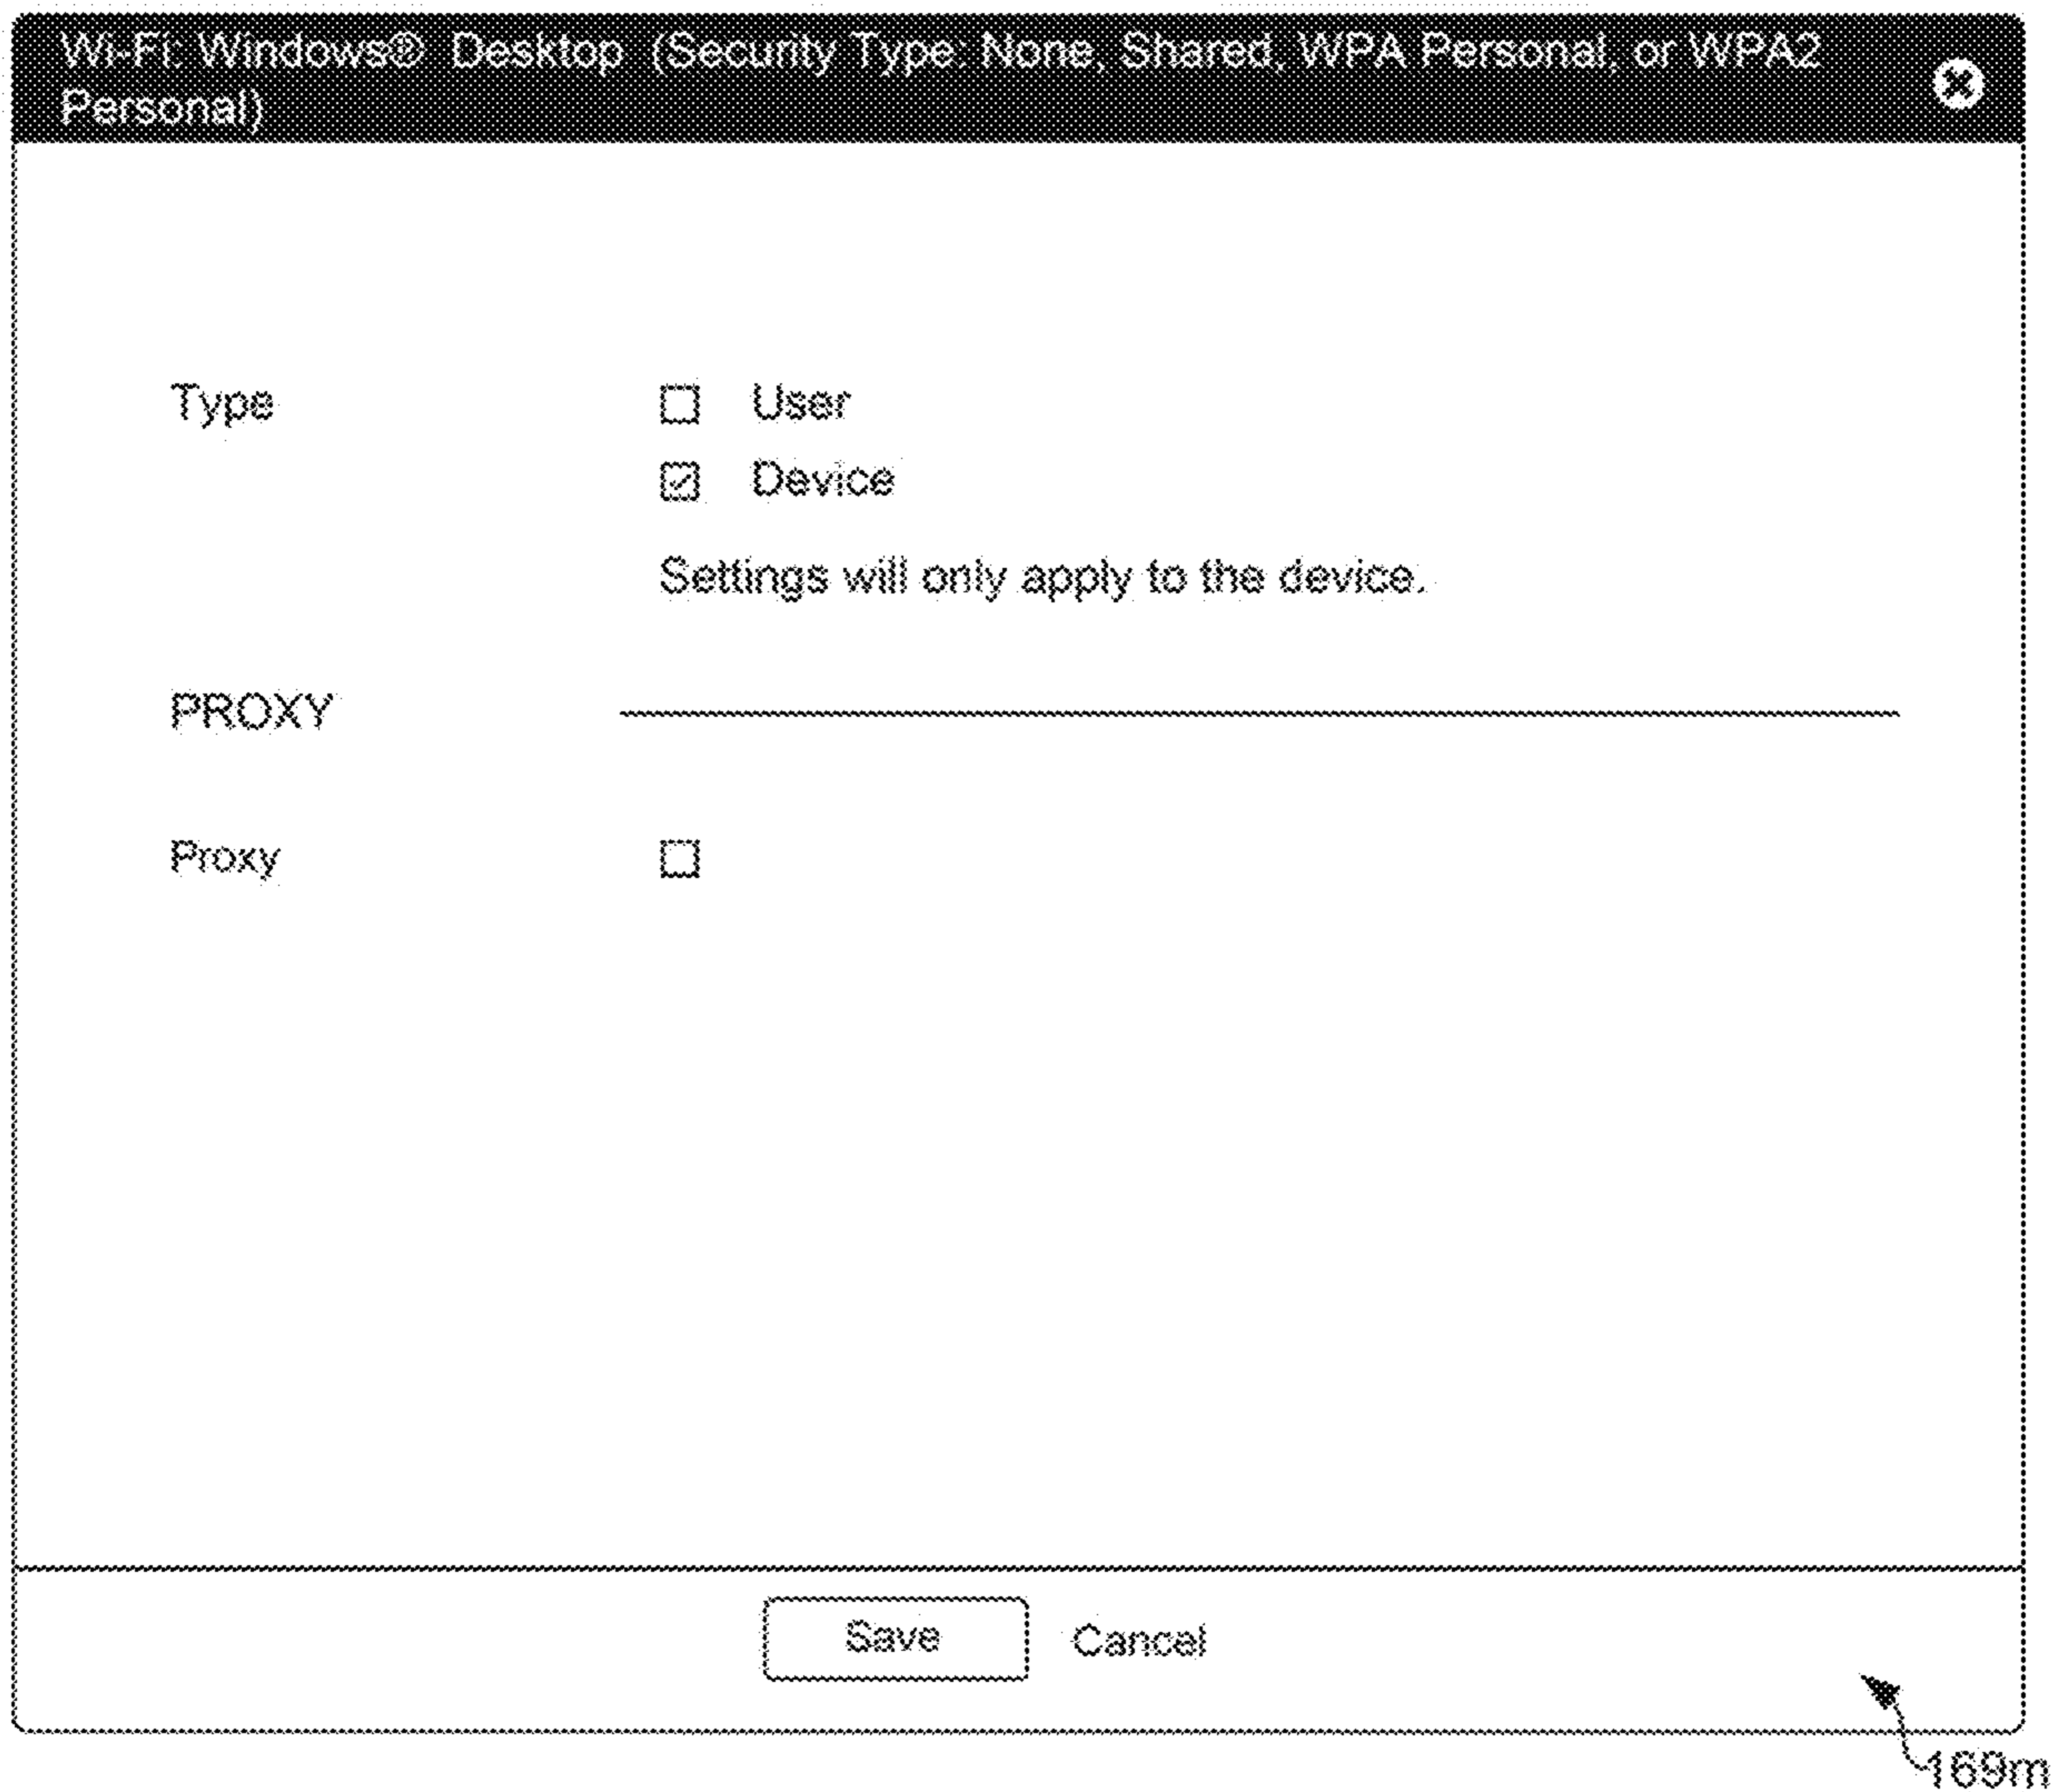 Wi-Fi: Windows® Desktop (Security Type: None, Shared, WPA Personal, or WPA2
Personal)
Type
User
Device
Settings will only apply to the device.
PROXY
Proxy
Save
Cancel
169m